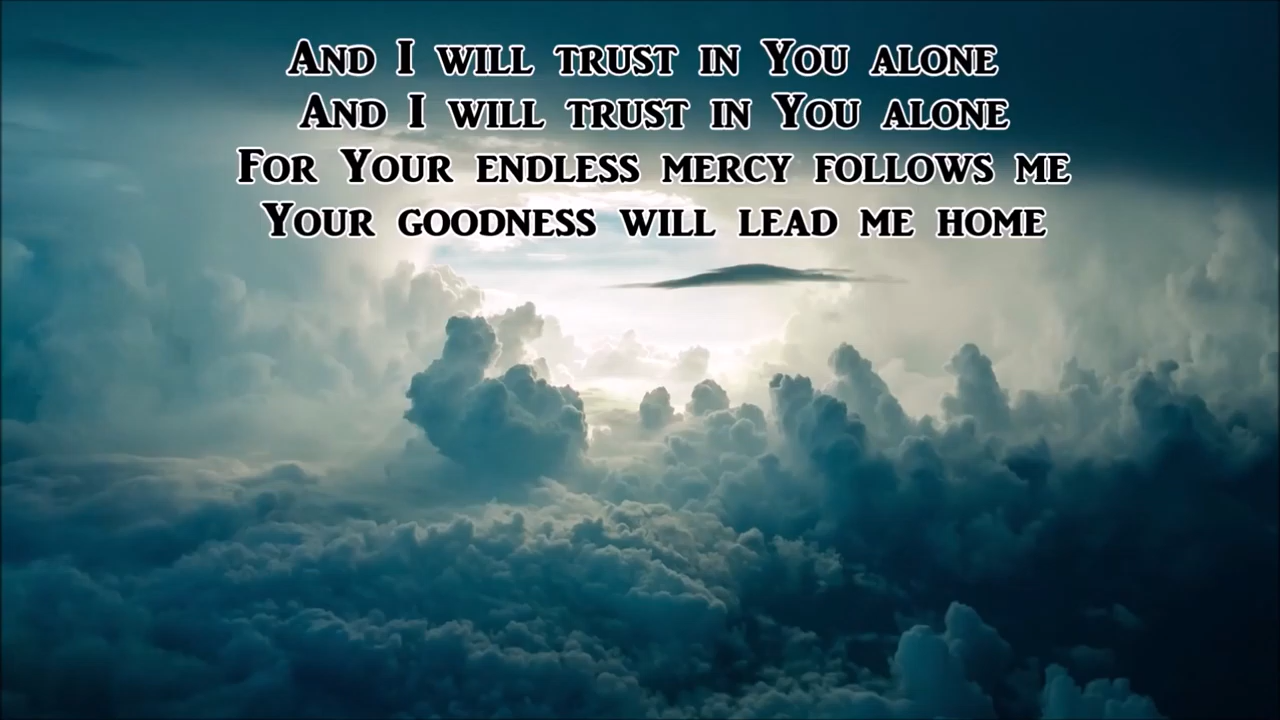 And I will trust in You alone
And I will trust in You alone
For Your endless mercy follows me
Your goodness will lead me home